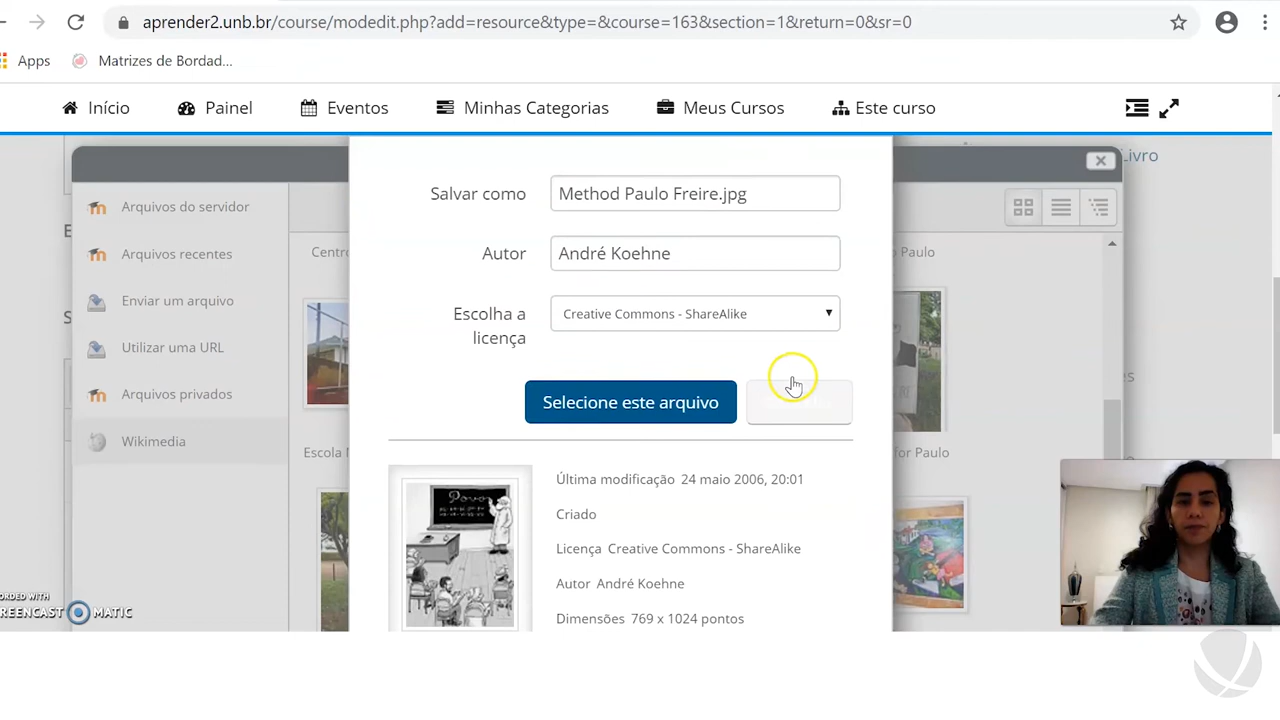 aprender2.unb.br/course/modedit.php?add=resource&type=&course=163&section=1&return=0&sr=0
Apps Matrizes de Bordad...
Início Painel Eventos Minhas Categorias Meus Cursos Este curso
Livro
Salvar como Method Paulo Freire.jpg
Arquivos do servidor
Arquivos recentes
Autor André Koehne
Paulo
Enviar um arquivo
Escolha a licença Creative Commons - ShareAlike
Utilizar uma URL
Arquivos privados
Selecione este arquivo
Wikimedia
Escola
for Paulo
Última modificação 24 maio 2006, 20:01
Criado
Licença Creative Commons - ShareAlike
Autor André Koehne
Dimensões 769 x 1024 pontos
Povo